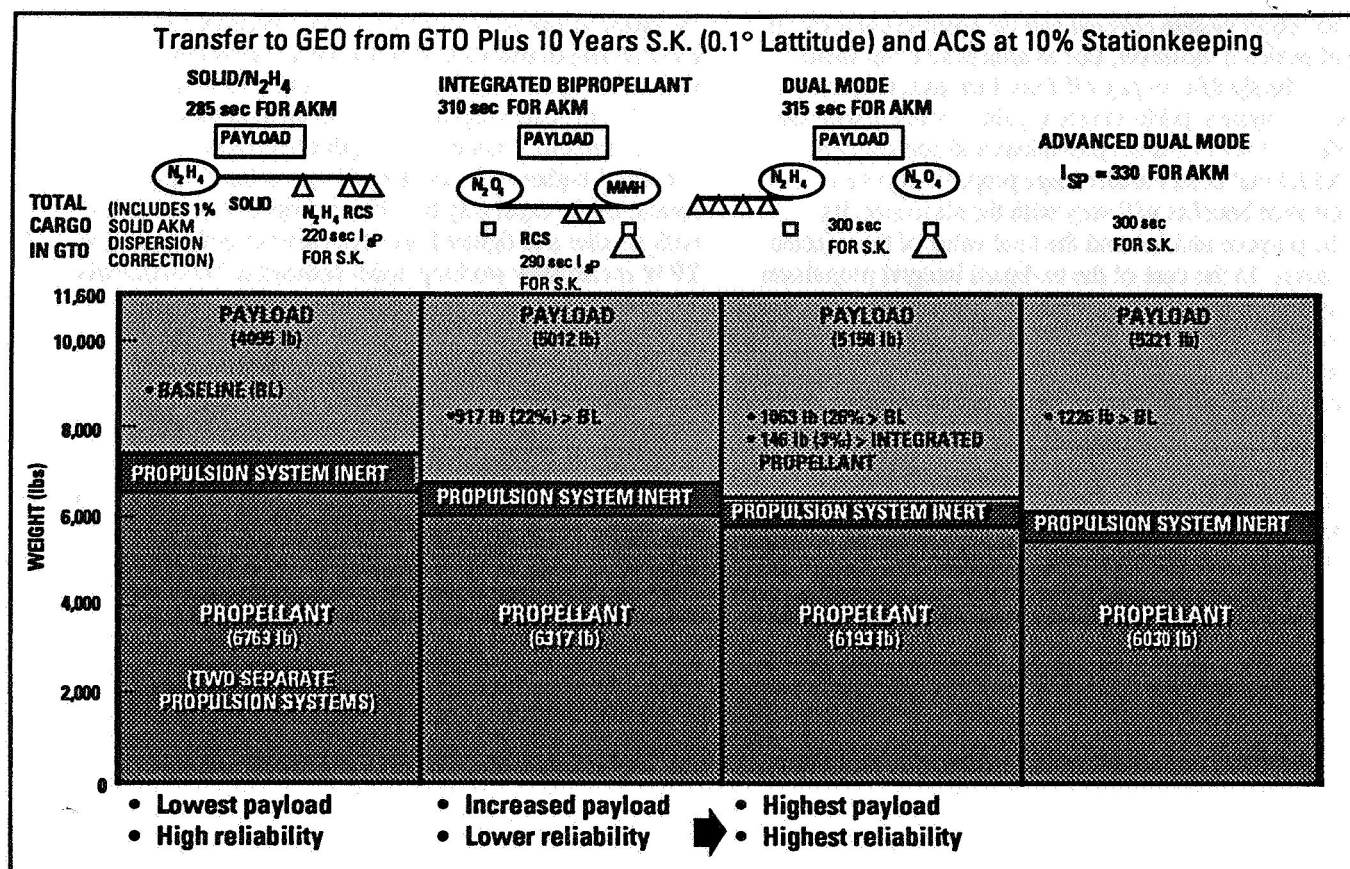 Transfer to GEO from GTO Plus 10 Years S.K. (0.1° Lattitude) and ACS at 10% Stationkeeping
SOLID/N₂H₄
285 sec FOR AKM
PAYLOAD
N₂H₄
SOLID
(INCLUDES 1%
SOLID AKM
DISPERSION
CORRECTION)
N₂H₄ RCS
220 sec I_SP
FOR S.K.
INTEGRATED BIPROPELLANT
310 sec FOR AKM
PAYLOAD
N₂O₄
MMH
RCS
290 sec I_SP
FOR S.K.
DUAL MODE
315 sec FOR AKM
PAYLOAD
N₂H₄
N₂O₄
300 sec
FOR S.K.
ADVANCED DUAL MODE
I_SP = 330 FOR AKM
300 sec
FOR S.K.
TOTAL
CARGO
IN GTO
WEIGHT (lbs)
11,600
10,000
8,000
6,000
4,000
2,000
0
PAYLOAD
(4095 lb)
• BASELINE (BL)
PROPULSION SYSTEM INERT
PROPELLANT
(6763 lb)
(TWO SEPARATE
PROPULSION SYSTEMS)
PAYLOAD
(5012 lb)
•917 lb (22%) > BL
PROPULSION SYSTEM INERT
PROPELLANT
(6317 lb)
PAYLOAD
(5158 lb)
• 1063 lb (26% > BL
• 146 lb (3%) > INTEGRATED
PROPELLANT
PROPULSION SYSTEM INERT
PROPELLANT
(6193 lb)
PAYLOAD
(5321 lb)
• 1226 lb > BL
PROPULSION SYSTEM INERT
PROPELLANT
(6030 lb)
• Lowest payload
• High reliability
• Increased payload
• Lower reliability
• Highest payload
• Highest reliability